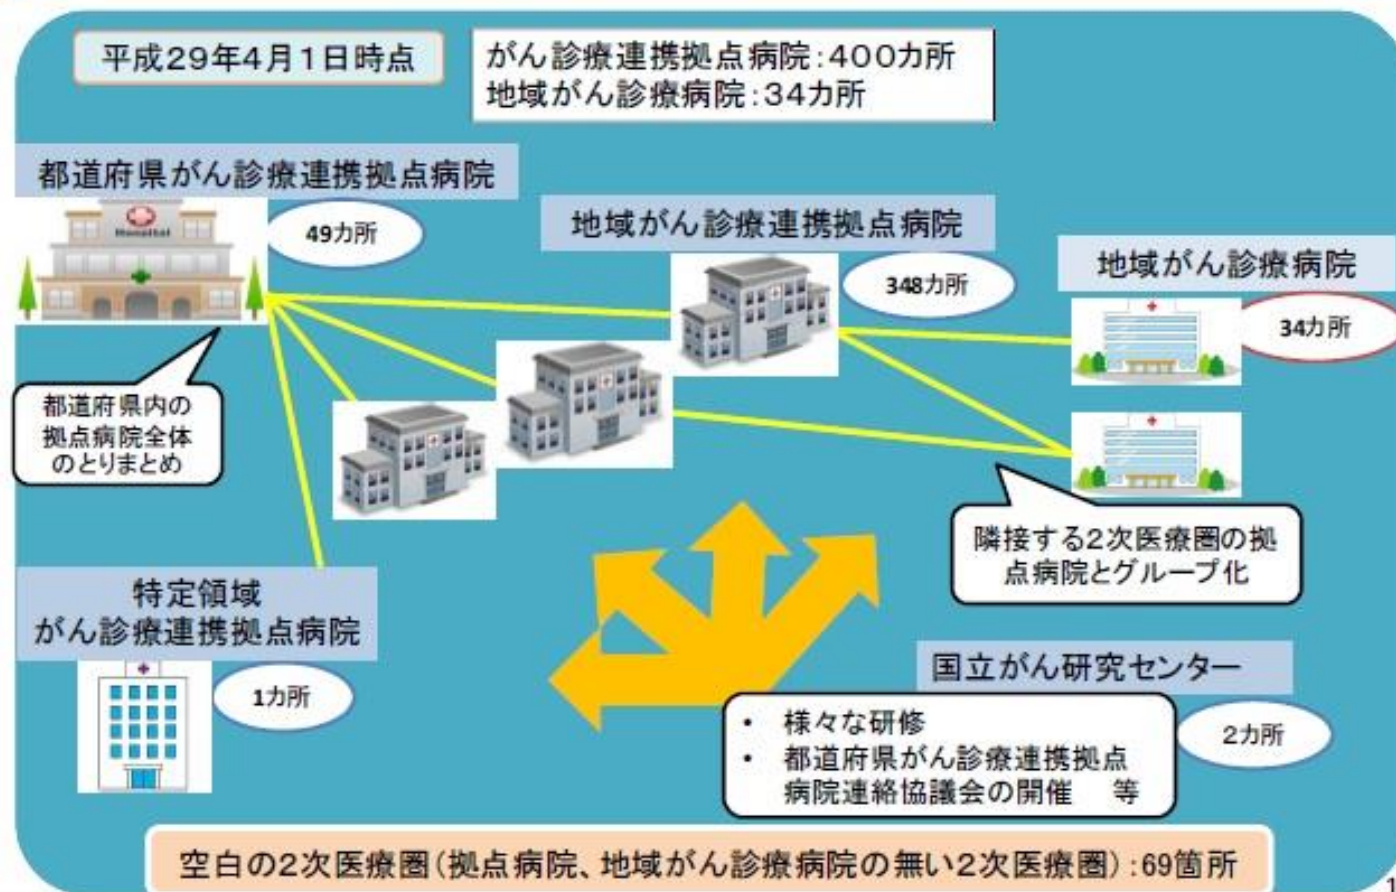 平成29年4月1日時点
がん診療連携拠点病院:400カ所
地域がん診療病院:34カ所
都道府県がん診療連携拠点病院
49カ所
地域がん診療連携拠点病院
348カ所
地域がん診療病院
34カ所
Hospital
都道府県内の
拠点病院全体
のとりまとめ
隣接する2次医療圏の拠
点病院とグループ化
特定領域
がん診療連携拠点病院
1カ所
国立がん研究センター
2カ所
• 様々な研修
• 都道府県がん診療連携拠点
病院連絡協議会の開催 等
空白の2次医療圏(拠点病院、地域がん診療病院の無い2次医療圏):69箇所
1